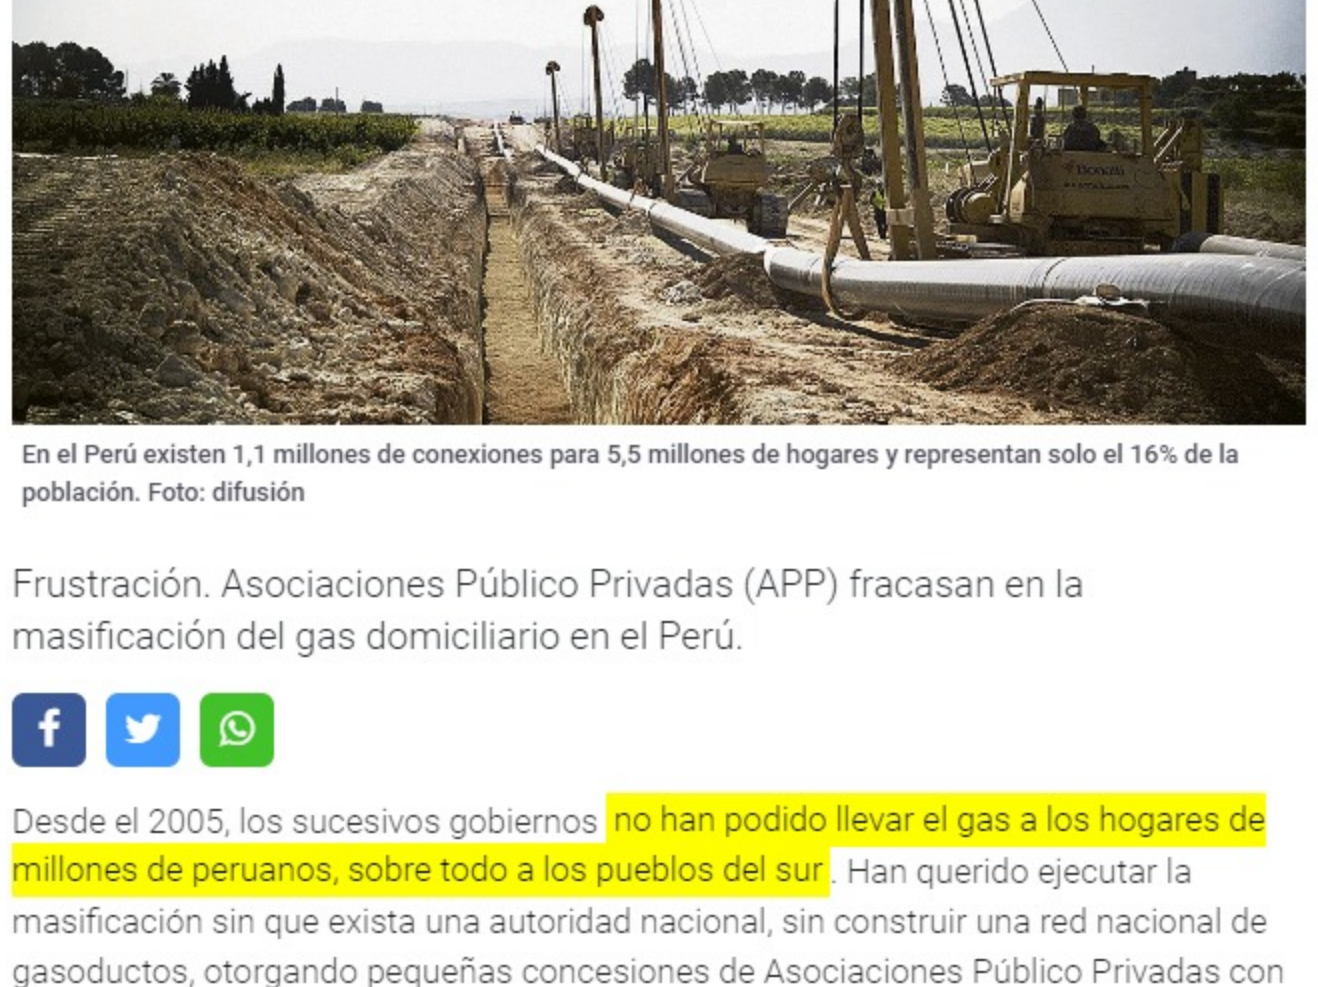 Bonatti
En el Perú existen 1,1 millones de conexiones para 5,5 millones de hogares y representan solo el 16% de la
población. Foto: difusión
Frustración. Asociaciones Público Privadas (APP) fracasan en la
masificación del gas domiciliario en el Perú.
Desde el 2005, los sucesivos gobiernos no han podido llevar el gas a los hogares de
millones de peruanos, sobre todo a los pueblos del sur. Han querido ejecutar la
masificación sin que exista una autoridad nacional, sin construir una red nacional de
gasoductos, otorgando pequeñas concesiones de Asociaciones Público Privadas con